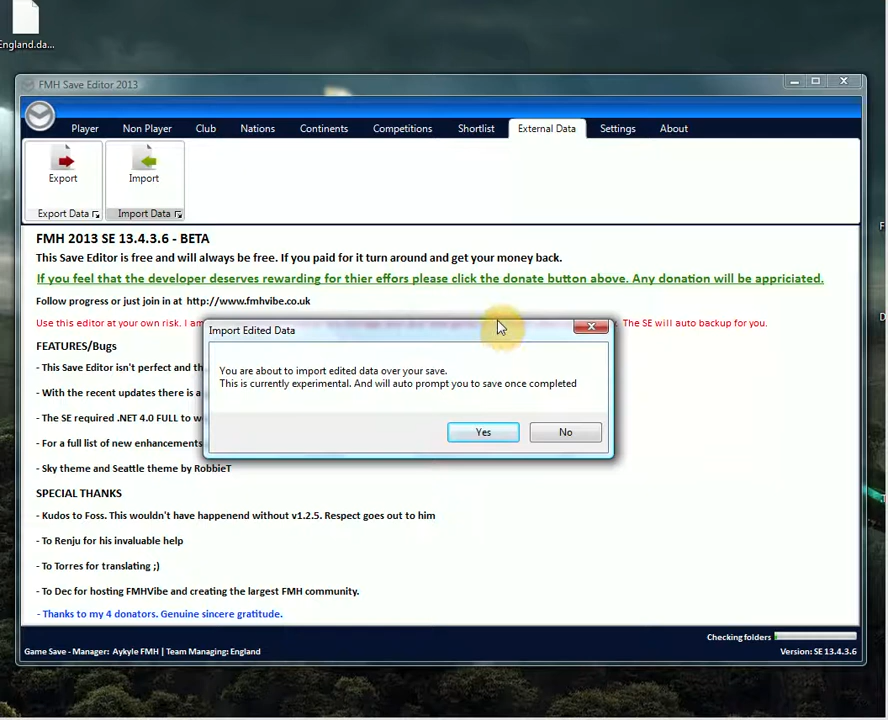 England.da...
FMH Save Editor 2013
Player Non Player Club Nations Continents Competitions Shortlist External Data Settings About
Export Import
Export Data Import Data
FMH 2013 SE 13.4.3.6 - BETA
This Save Editor is free and will always be free. If you paid for it turn around and get your money back.
If you feel that the developer deserves rewarding for thier effors please click the donate button above. Any donation will be appriciated.
Follow progress or just join in at http://www.fmhvibe.co.uk
Use this editor at your own risk. I am The SE will auto backup for you.
Import Edited Data
You are about to import edited data over your save.
This is currently experimental. And will auto prompt you to save once completed
Yes No
FEATURES/Bugs
- This Save Editor isn't perfect and th
- With the recent updates there is a
- The SE required .NET 4.0 FULL to w
- For a full list of new enhancements
- Sky theme and Seattle theme by RobbieT
SPECIAL THANKS
- Kudos to Foss. This wouldn't have happenend without v1.2.5. Respect goes out to him
- To Renju for his invaluable help
- To Torres for translating ;)
- To Dec for hosting FMHVibe and creating the largest FMH community.
- Thanks to my 4 donators. Genuine sincere gratitude.
Checking folders
Game Save - Manager: Aykyle FMH | Team Managing: England Version: SE 13.4.3.6